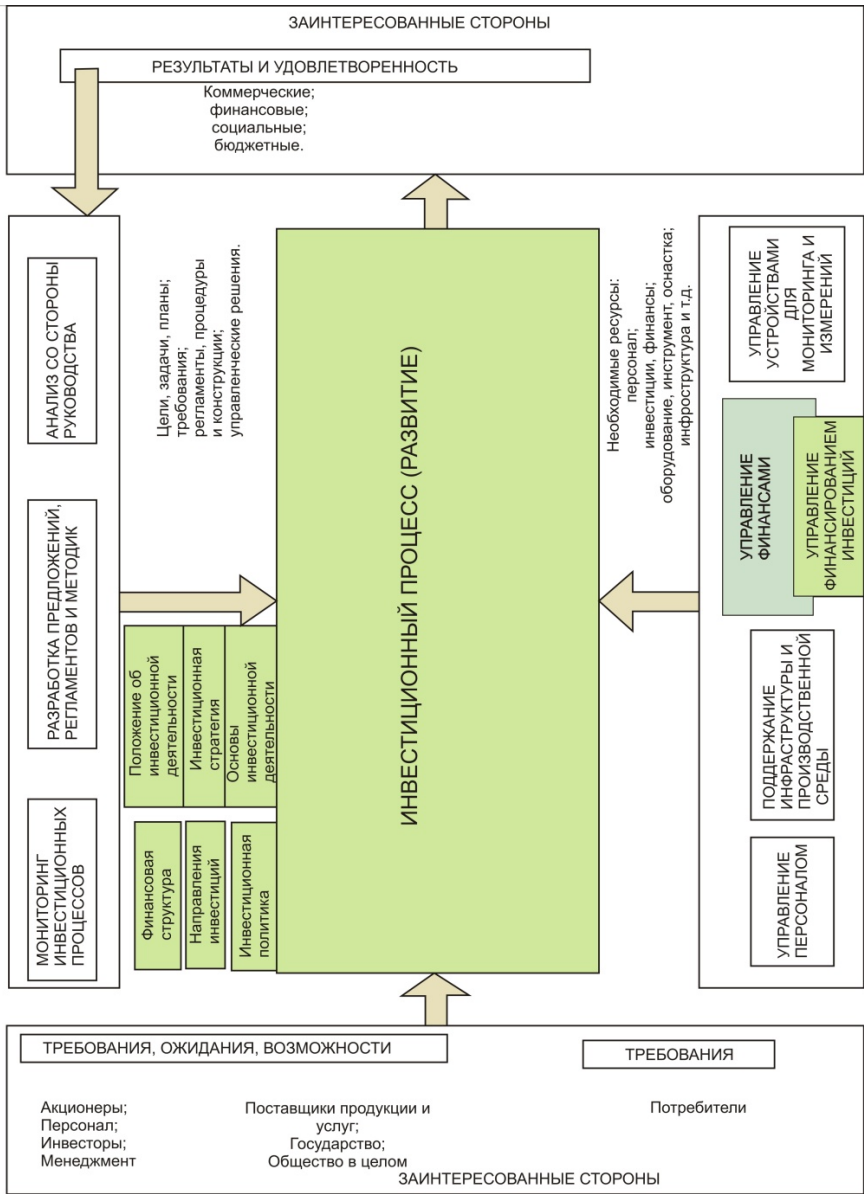 ЗАИНТЕРЕСОВАННЫЕ СТОРОНЫ
РЕЗУЛЬТАТЫ И УДОВЛЕТВОРЕННОСТЬ
Коммерческие;
финансовые;
социальные;
бюджетные.
АНАЛИЗ СО СТОРОНЫ
РУКОВОДСТВА
РАЗРАБОТКА ПРЕДЛОЖЕНИЙ,
РЕГЛАМЕНТОВ И МЕТОДИК
МОНИТОРИНГ
ИНВЕСТИЦИОННЫХ
ПРОЦЕССОВ
Цели, задачи, планы;
требования;
регламенты, процедуры
и конструкции;
управленческие решения.
Положение об
инвестиционной
деятельности
Инвестиционная
стратегия
Основы
инвестиционной
деятельности
Финансовая
структура
Направления
инвестиций
Инвестиционная
политика
ИНВЕСТИЦИОННЫЙ ПРОЦЕСС (РАЗВИТИЕ)
Необходимые ресурсы:
персонал;
инвестиции, финансы;
оборудование, инструмент, оснастка;
инфроструктура и т.д.
УПРАВЛЕНИЕ
УСТРОЙСТВАМИ
ДЛЯ
МОНИТОРИНГА И
ИЗМЕРЕНИЙ
УПРАВЛЕНИЕ
ФИНАНСАМИ
УПРАВЛЕНИЕ
ФИНАНСИРОВАНИЕМ
ИНВЕСТИЦИЙ
ПОДДЕРЖАНИЕ
ИНФРАСТРУКТУРЫ И
ПРОИЗВОДСТВЕННОЙ
СРЕДЫ
УПРАВЛЕНИЕ
ПЕРСОНАЛОМ
ТРЕБОВАНИЯ, ОЖИДАНИЯ, ВОЗМОЖНОСТИ
ТРЕБОВАНИЯ
Акционеры;
Персонал;
Инвесторы;
Менеджмент
Поставщики продукции и
услуг;
Государство;
Общество в целом
Потребители
ЗАИНТЕРЕСОВАННЫЕ СТОРОНЫ